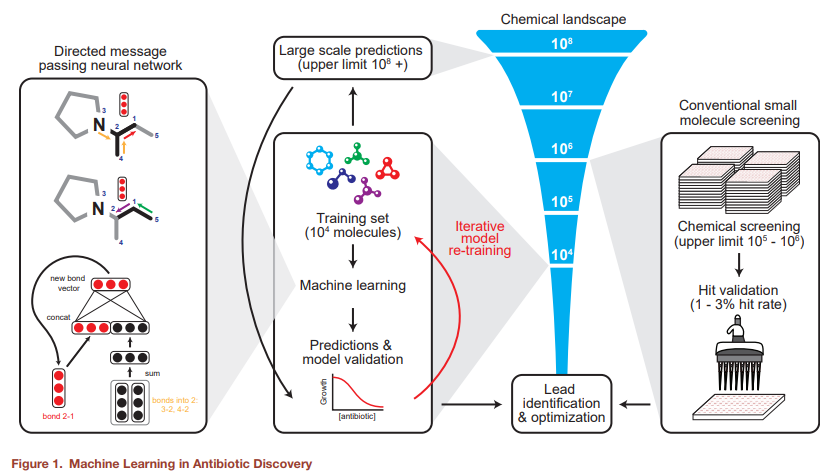 Chemical landscape
10⁸
10⁷
10⁶
10⁵
10⁴
Directed message
passing neural network
3
N
2
1
5
4
3
N
2
1
5
4
new bond
vector
concat
sum
bond 2-1
bonds into 2:
3-2, 4-2
Large scale predictions
(upper limit 10⁸ +)
Training set
(10⁴ molecules)
Machine learning
Predictions &
model validation
Growth
[antibiotic]
Iterative
model
re-training
Lead
identification
& optimization
Conventional small
molecule screening
Chemical screening
(upper limit 10⁵ - 10⁶)
Hit validation
(1 - 3% hit rate)
Figure 1. Machine Learning in Antibiotic Discovery